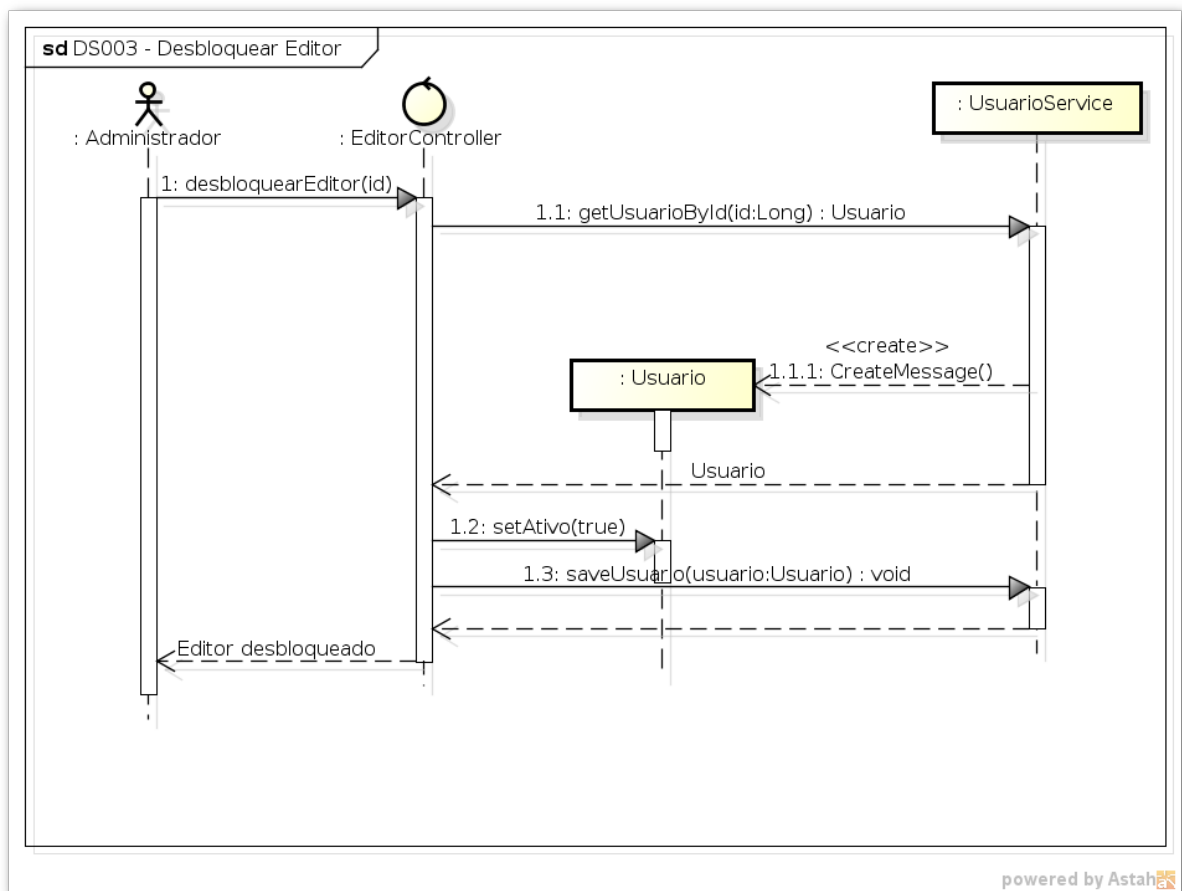 sd DS003 - Desbloquear Editor
: Administrador
: EditorController
: UsuarioService
1: desbloquearEditor(id)
1.1: getUsuarioById(id:Long) : Usuario
<<create>>
1.1.1: CreateMessage()
: Usuario
Usuario
1.2: setAtivo(true)
1.3: saveUsuario(usuario:Usuario) : void
Editor desbloqueado
powered by Astah